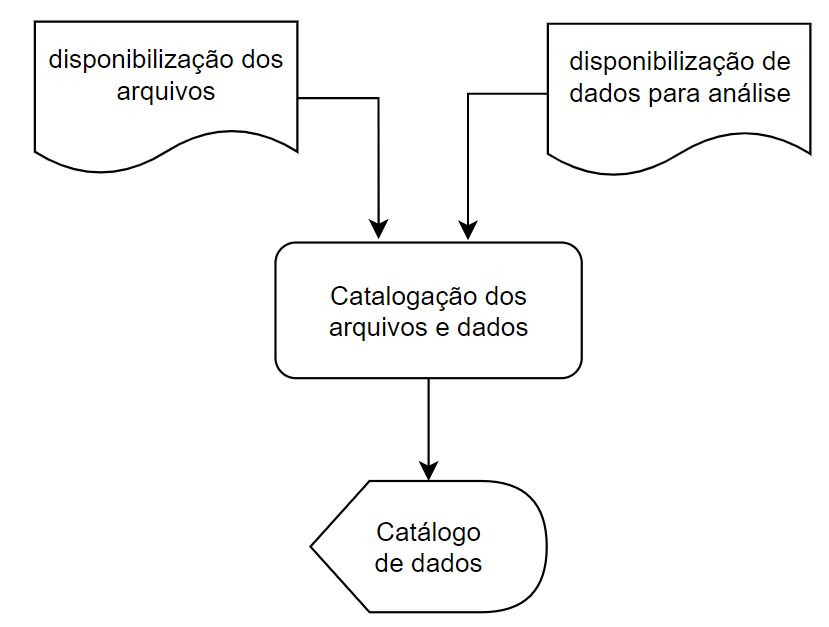 disponibilização dos
arquivos
disponibilização de
dados para análise
Catalogação dos
arquivos e dados
Catálogo
de dados